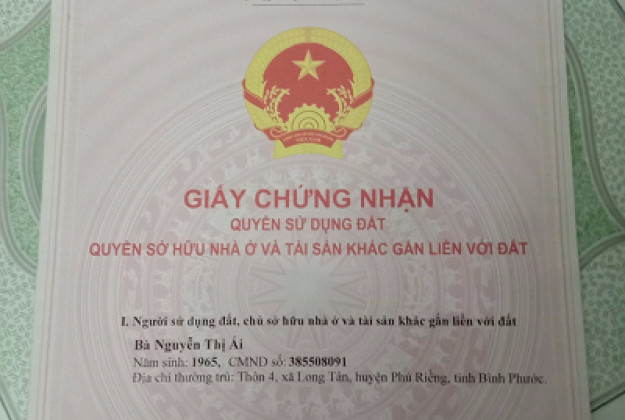 GIẤY CHỨNG NHẬN
QUYỀN SỬ DỤNG ĐẤT
QUYỀN SỞ HỮU NHÀ Ở VÀ TÀI SẢN KHÁC GẮN LIỀN VỚI ĐẤT
I. Người sử dụng đất, chủ sở hữu nhà ở và tài sản khác gắn liền với đất
Bà Nguyễn Thị Ái
Năm sinh: 1965, CMND số: 385508091
Địa chỉ thường trú: Thôn 4, xã Long Tân, huyện Phú Riềng, tỉnh Bình Phước.